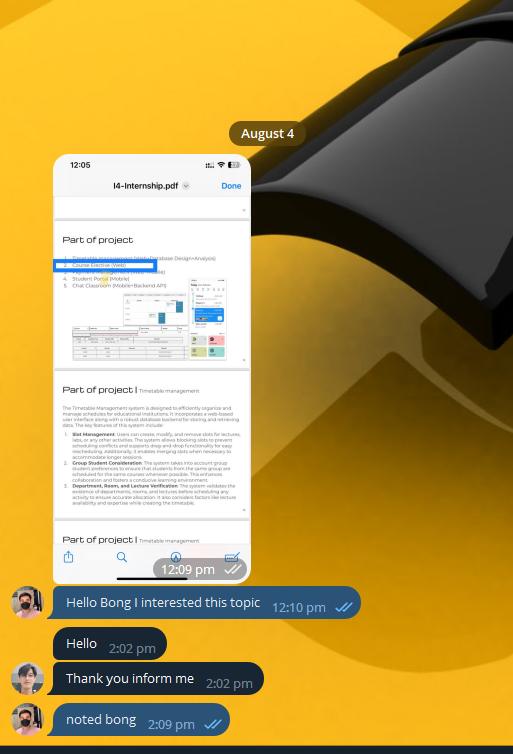 August 4
12:05
I4-Internship.pdf
Done
Part of project
1. Timetable management (Web+Database Design+Analysis)
2. Course Elective (Web)
4. Student Portal (Mobile)
5. Chat Classroom (Mobile+Backend API)
Part of project | Timetable management
The Timetable Management system is designed to efficiently organize and
manage schedules for educational institutions. It incorporates a web-based
user interface along with a robust database backend for storing and retrieving
data. The key features of this system include:
1. Slot Management: Users can create, modify, and remove slots for lectures,
labs, or any other activities. The system allows blocking slots to prevent
scheduling conflicts and supports drag-and-drop functionality for easy
rescheduling. Additionally, it enables merging slots when necessary to
accommodate longer sessions.
2. Group Student Consideration: The system takes into account group
student preferences to ensure that students from the same group are
scheduled for the same courses whenever possible. This enhances
collaboration and fosters a conducive learning environment.
3. Department, Room, and Lecture Verification: The system validates the
existence of departments, rooms, and lectures before scheduling any
activity to ensure accurate allocation. It also considers factors like lecture
availability and expertise while creating the timetable.
Part of project | Timetable management
12:09 pm
Hello Bong I interested this topic 12:10 pm
Hello 2:02 pm
Thank you inform me 2:02 pm
noted bong 2:09 pm